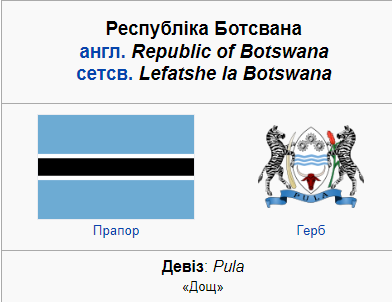 Республіка Ботсвана
англ. Republic of Botswana
сетсв. Lefatshe la Botswana
PULA
Прапор
Герб
Девіз: Pula
«Дощ»